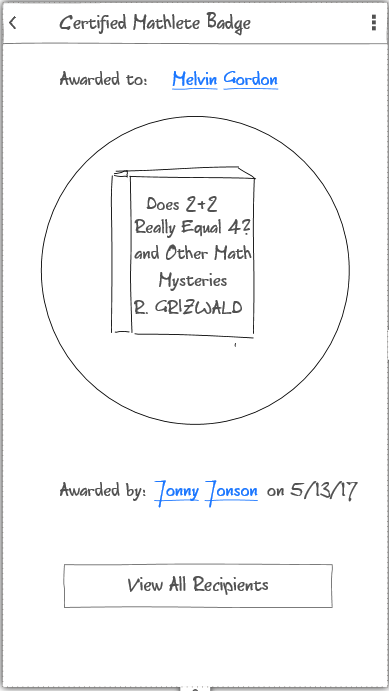 Certified Mathlete Badge
Awarded to: Melvin Gordon
Does 2+2
Really Equal 4?
and Other Math
Mysteries
R. GRIZWALD
Awarded by: Jonny Jonson on 5/13/17
View All Recipients